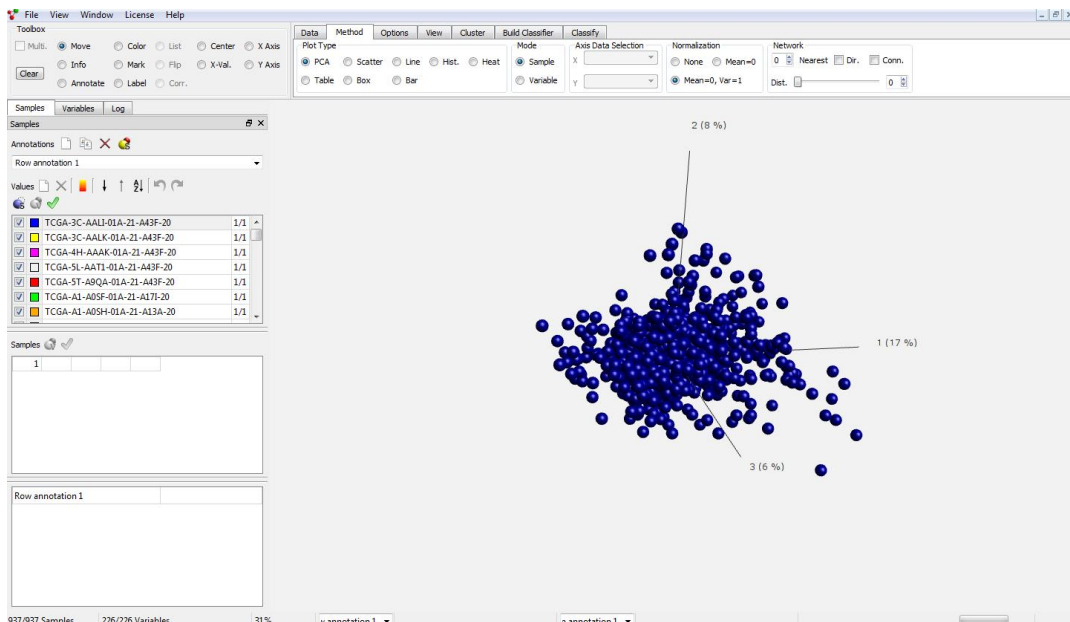 File View Window License Help
Toolbox
Multi. Move Color List Center X Axis
Info Mark Flip X-Val. Y Axis
Clear
Annotate Label Corr.
Data Method Options View Cluster Build Classifier Classify
Plot Type
PCA Scatter Line Hist. Heat
Table Box Bar
Mode
Sample
Variable
Axis Data Selection
X
Y
Normalization
None Mean=0
Mean=0, Var=1
Network
0 Nearest Dir. Conn.
Dist. 0
Samples Variables Log
Samples
Annotations
Row annotation 1
Values
TCGA-3C-AALI-01A-21-A43F-20 1/1
TCGA-3C-AALK-01A-21-A43F-20 1/1
TCGA-4H-AAAK-01A-21-A43F-20 1/1
TCGA-5L-AAT1-01A-21-A43F-20 1/1
TCGA-5T-A9QA-01A-21-A43F-20 1/1
TCGA-A1-A0SF-01A-21-A17I-20 1/1
TCGA-A1-A0SH-01A-21-A13A-20 1/1
Samples
1
Row annotation 1
2 (8 %)
1 (17 %)
3 (6 %)
937/937 Samples 226/226 Variables 31%